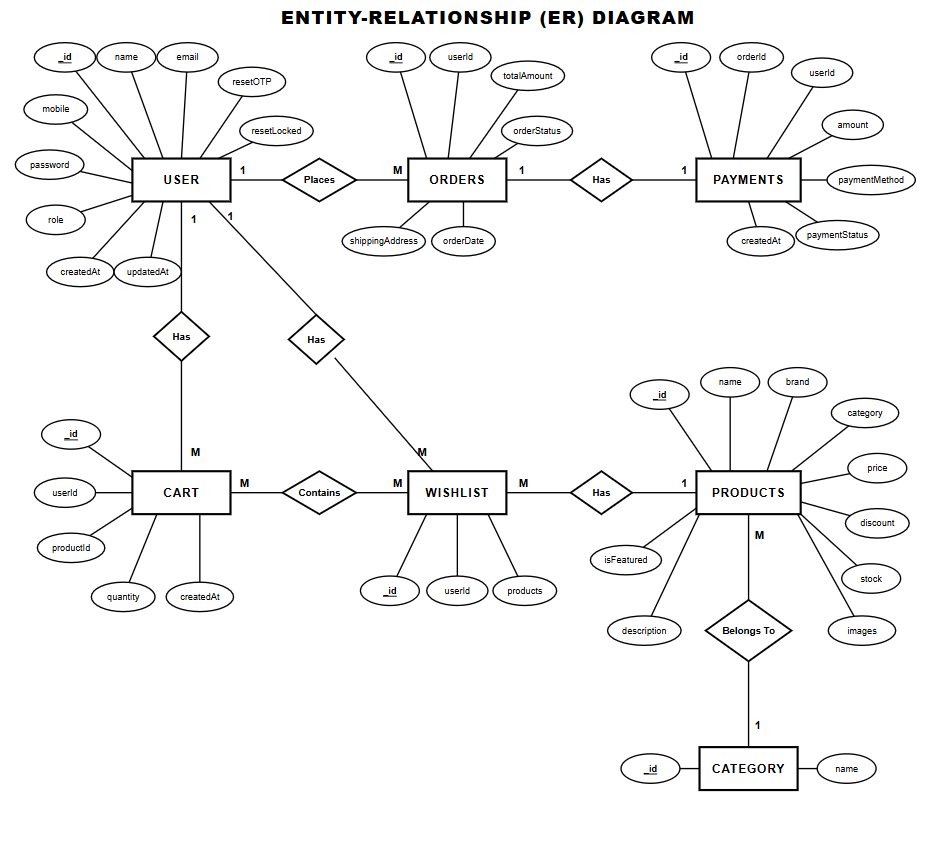 ENTITY-RELATIONSHIP (ER) DIAGRAM
_id
name
email
resetOTP
mobile
resetLocked
password
role
createdAt
updatedAt
USER
1
Places
M
_id
userId
totalAmount
orderStatus
ORDERS
shippingAddress
orderDate
1
Has
1
_id
orderId
userId
amount
PAYMENTS
paymentMethod
createdAt
paymentStatus
1
1
Has
Has
M
M
_id
userId
productId
quantity
createdAt
CART
M
Contains
M
WISHLIST
_id
userId
products
M
Has
1
_id
name
brand
category
price
PRODUCTS
discount
isFeatured
stock
description
images
M
Belongs To
1
_id
CATEGORY
name